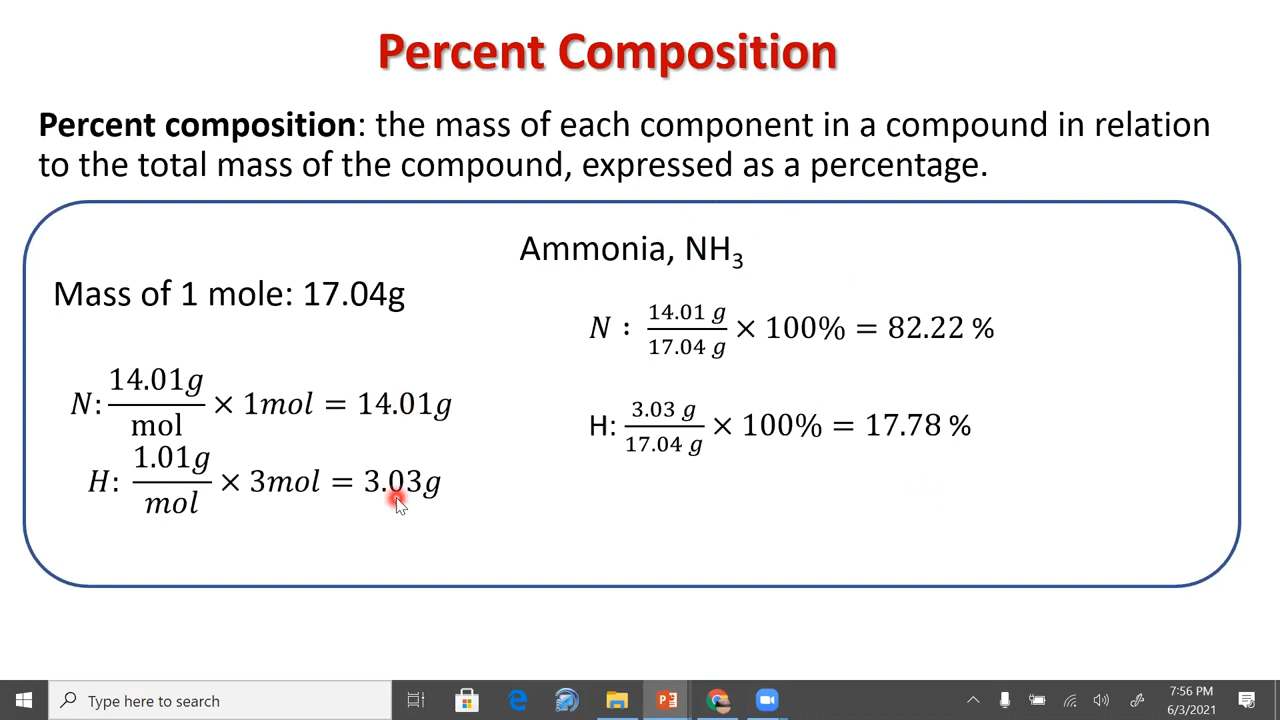 Percent Composition
Percent composition: the mass of each component in a compound in relation
to the total mass of the compound, expressed as a percentage.
Ammonia, NH₃
Mass of 1 mole: 17.04g
N: 14.01g/mol × 1mol = 14.01g
H: 1.01g/mol × 3mol = 3.03g
N : 14.01 g/17.04 g × 100% = 82.22 %
H: 3.03 g/17.04 g × 100% = 17.78 %
Type here to search
7:56 PM
6/3/2021